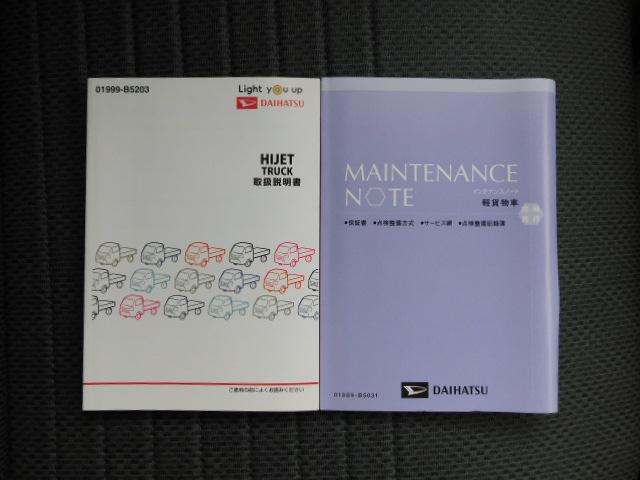 01999-B5203
Light you up
DAIHATSU
HIJET
TRUCK
取扱説明書
ご使用の前によくお読みください
MAINTENANCE
NOTE
メンテナンスノート
軽貨物車
●保証書 ●点検整備方式 ●サービス網 ●点検整備記録簿
01999-B5031
DAIHATSU